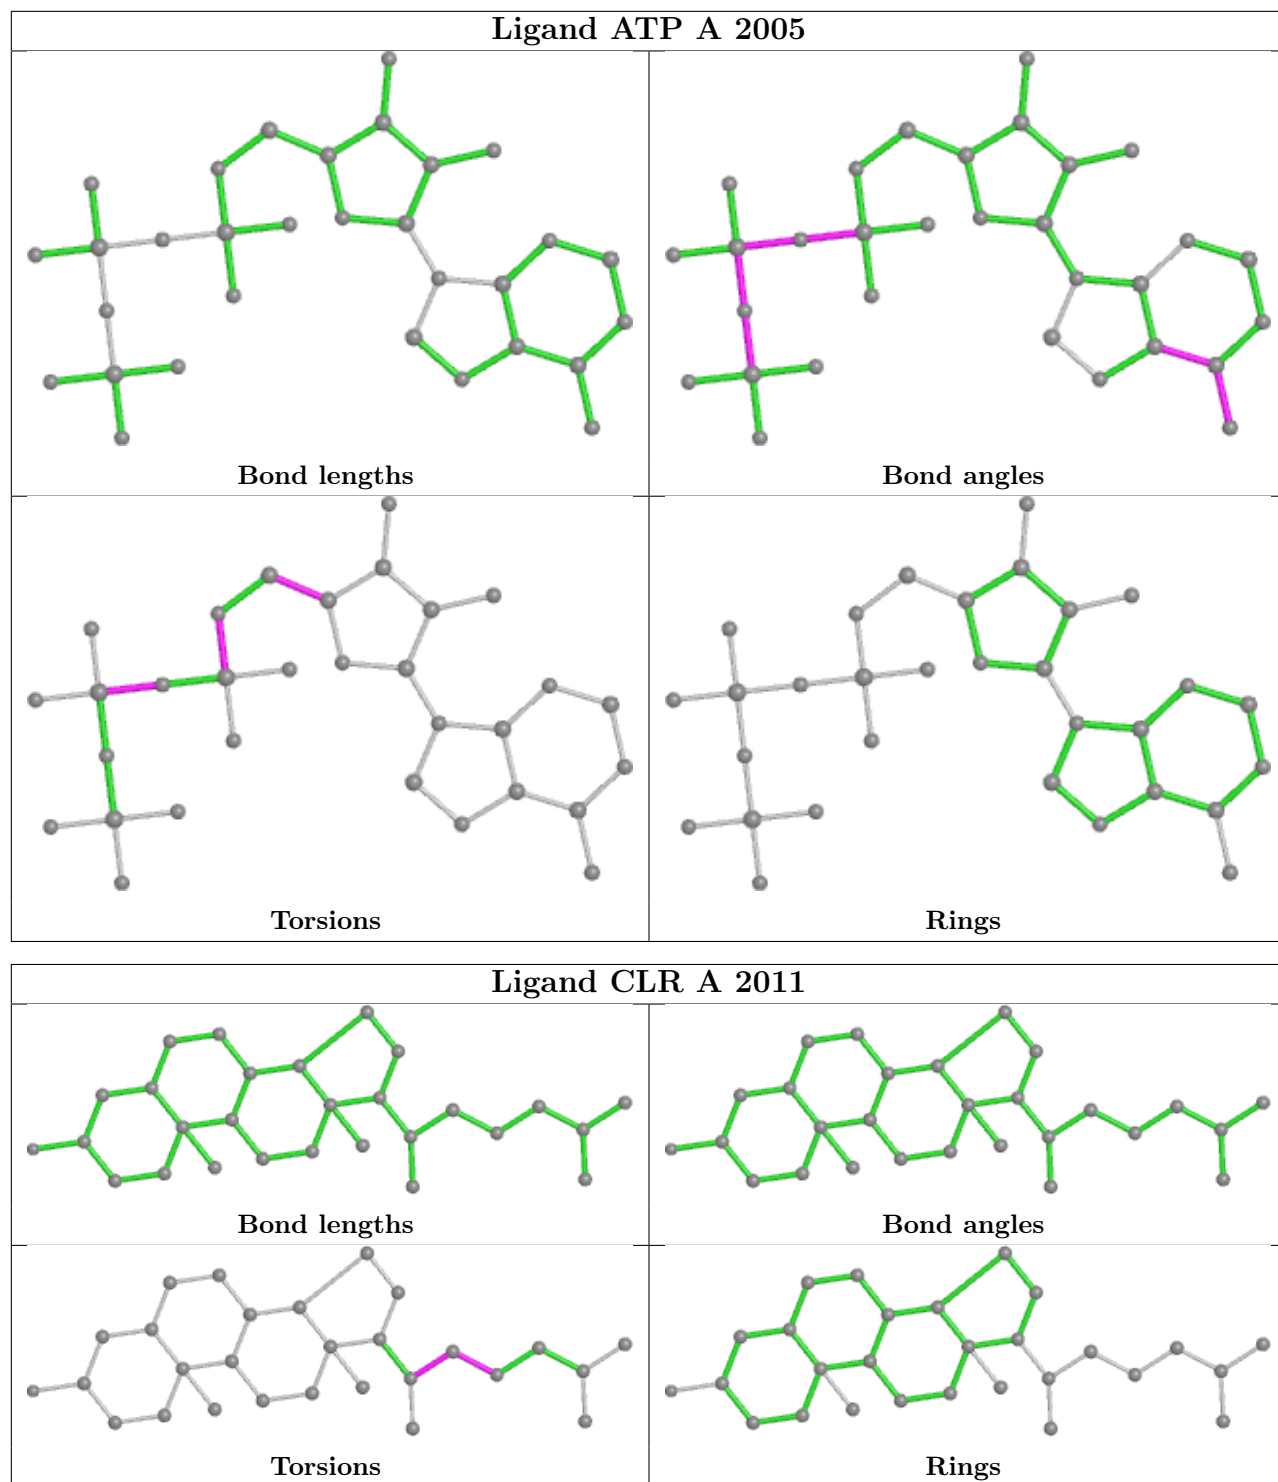 Ligand ATP A 2005
Bond lengths
Bond angles
Torsions
Rings
Ligand CLR A 2011
Bond lengths
Bond angles
Torsions
Rings